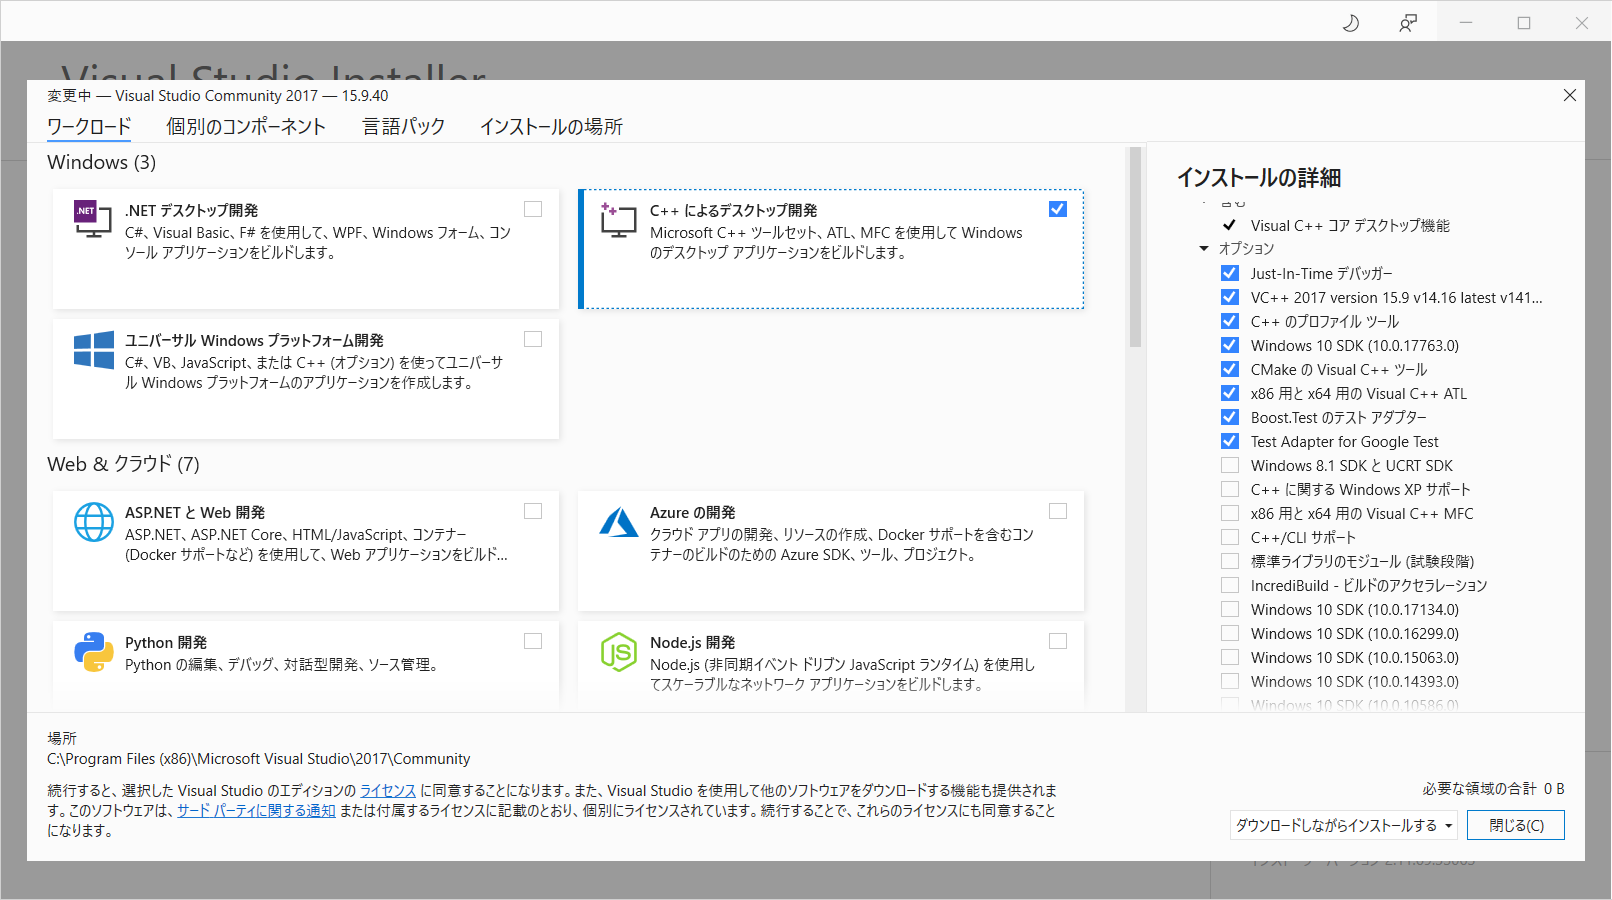 Visual Studio Installer
変更中 — Visual Studio Community 2017 — 15.9.40
ワークロード
個別のコンポーネント
言語パック
インストールの場所
Windows (3)
.NET デスクトップ開発
C#、Visual Basic、F# を使用して、WPF、Windows フォーム、コン
ソール アプリケーションをビルドします。
C++ によるデスクトップ開発
Microsoft C++ ツールセット、ATL、MFC を使用して Windows
のデスクトップ アプリケーションをビルドします。
ユニバーサル Windows プラットフォーム開発
C#、VB、JavaScript、または C++ (オプション) を使ってユニバーサ
ル Windows プラットフォームのアプリケーションを作成します。
Web & クラウド (7)
ASP.NET と Web 開発
ASP.NET、ASP.NET Core、HTML/JavaScript、コンテナー
(Docker サポートなど) を使用して、Web アプリケーションをビルド...
Azure の開発
クラウド アプリの開発、リソースの作成、Docker サポートを含むコン
テナーのビルドのための Azure SDK、ツール、プロジェクト。
Python 開発
Python の編集、デバッグ、対話型開発、ソース管理。
Node.js 開発
Node.js (非同期イベント ドリブン JavaScript ランタイム) を使用し
てスケーラブルなネットワーク アプリケーションをビルドします。
インストールの詳細
含む
Visual C++ コア デスクトップ機能
オプション
Just-In-Time デバッガー
VC++ 2017 version 15.9 v14.16 latest v141...
C++ のプロファイル ツール
Windows 10 SDK (10.0.17763.0)
CMake の Visual C++ ツール
x86 用と x64 用の Visual C++ ATL
Boost.Test のテスト アダプター
Test Adapter for Google Test
Windows 8.1 SDK と UCRT SDK
C++ に関する Windows XP サポート
x86 用と x64 用の Visual C++ MFC
C++/CLI サポート
標準ライブラリのモジュール (試験段階)
IncrediBuild - ビルドのアクセラレーション
Windows 10 SDK (10.0.17134.0)
Windows 10 SDK (10.0.16299.0)
Windows 10 SDK (10.0.15063.0)
Windows 10 SDK (10.0.14393.0)
Windows 10 SDK (10.0.10586.0)
場所
C:\Program Files (x86)\Microsoft Visual Studio\2017\Community
続行すると、選択した Visual Studio のエディションの ライセンス に同意することになります。また、Visual Studio を使用して他のソフトウェアをダウンロードする機能も提供されま
す。このソフトウェアは、サード パーティに関する通知 または付属するライセンスに記載のとおり、個別にライセンスされています。続行することで、これらのライセンスにも同意すること
になります。
必要な領域の合計 0 B
ダウンロードしながらインストールする
閉じる(C)